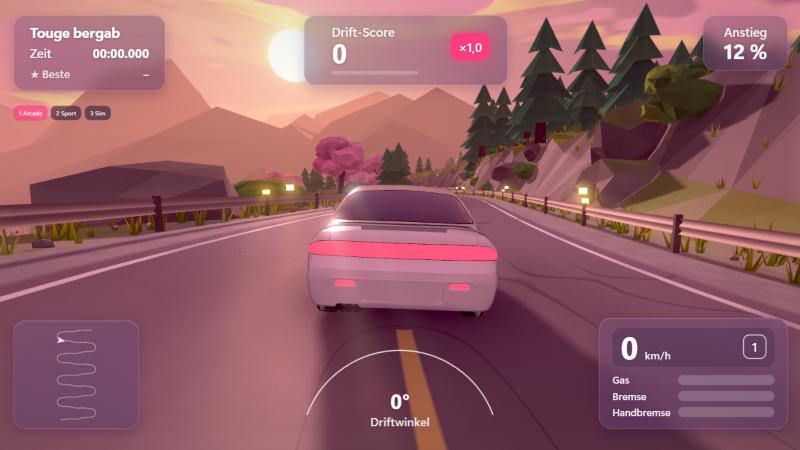 Touge bergab
Zeit 00:00.000
★ Beste –
1 Arcade 2 Sport 3 Sim
Drift-Score
0
×1,0
Anstieg
12 %
0°
Driftwinkel
0 km/h 1
Gas
Bremse
Handbremse